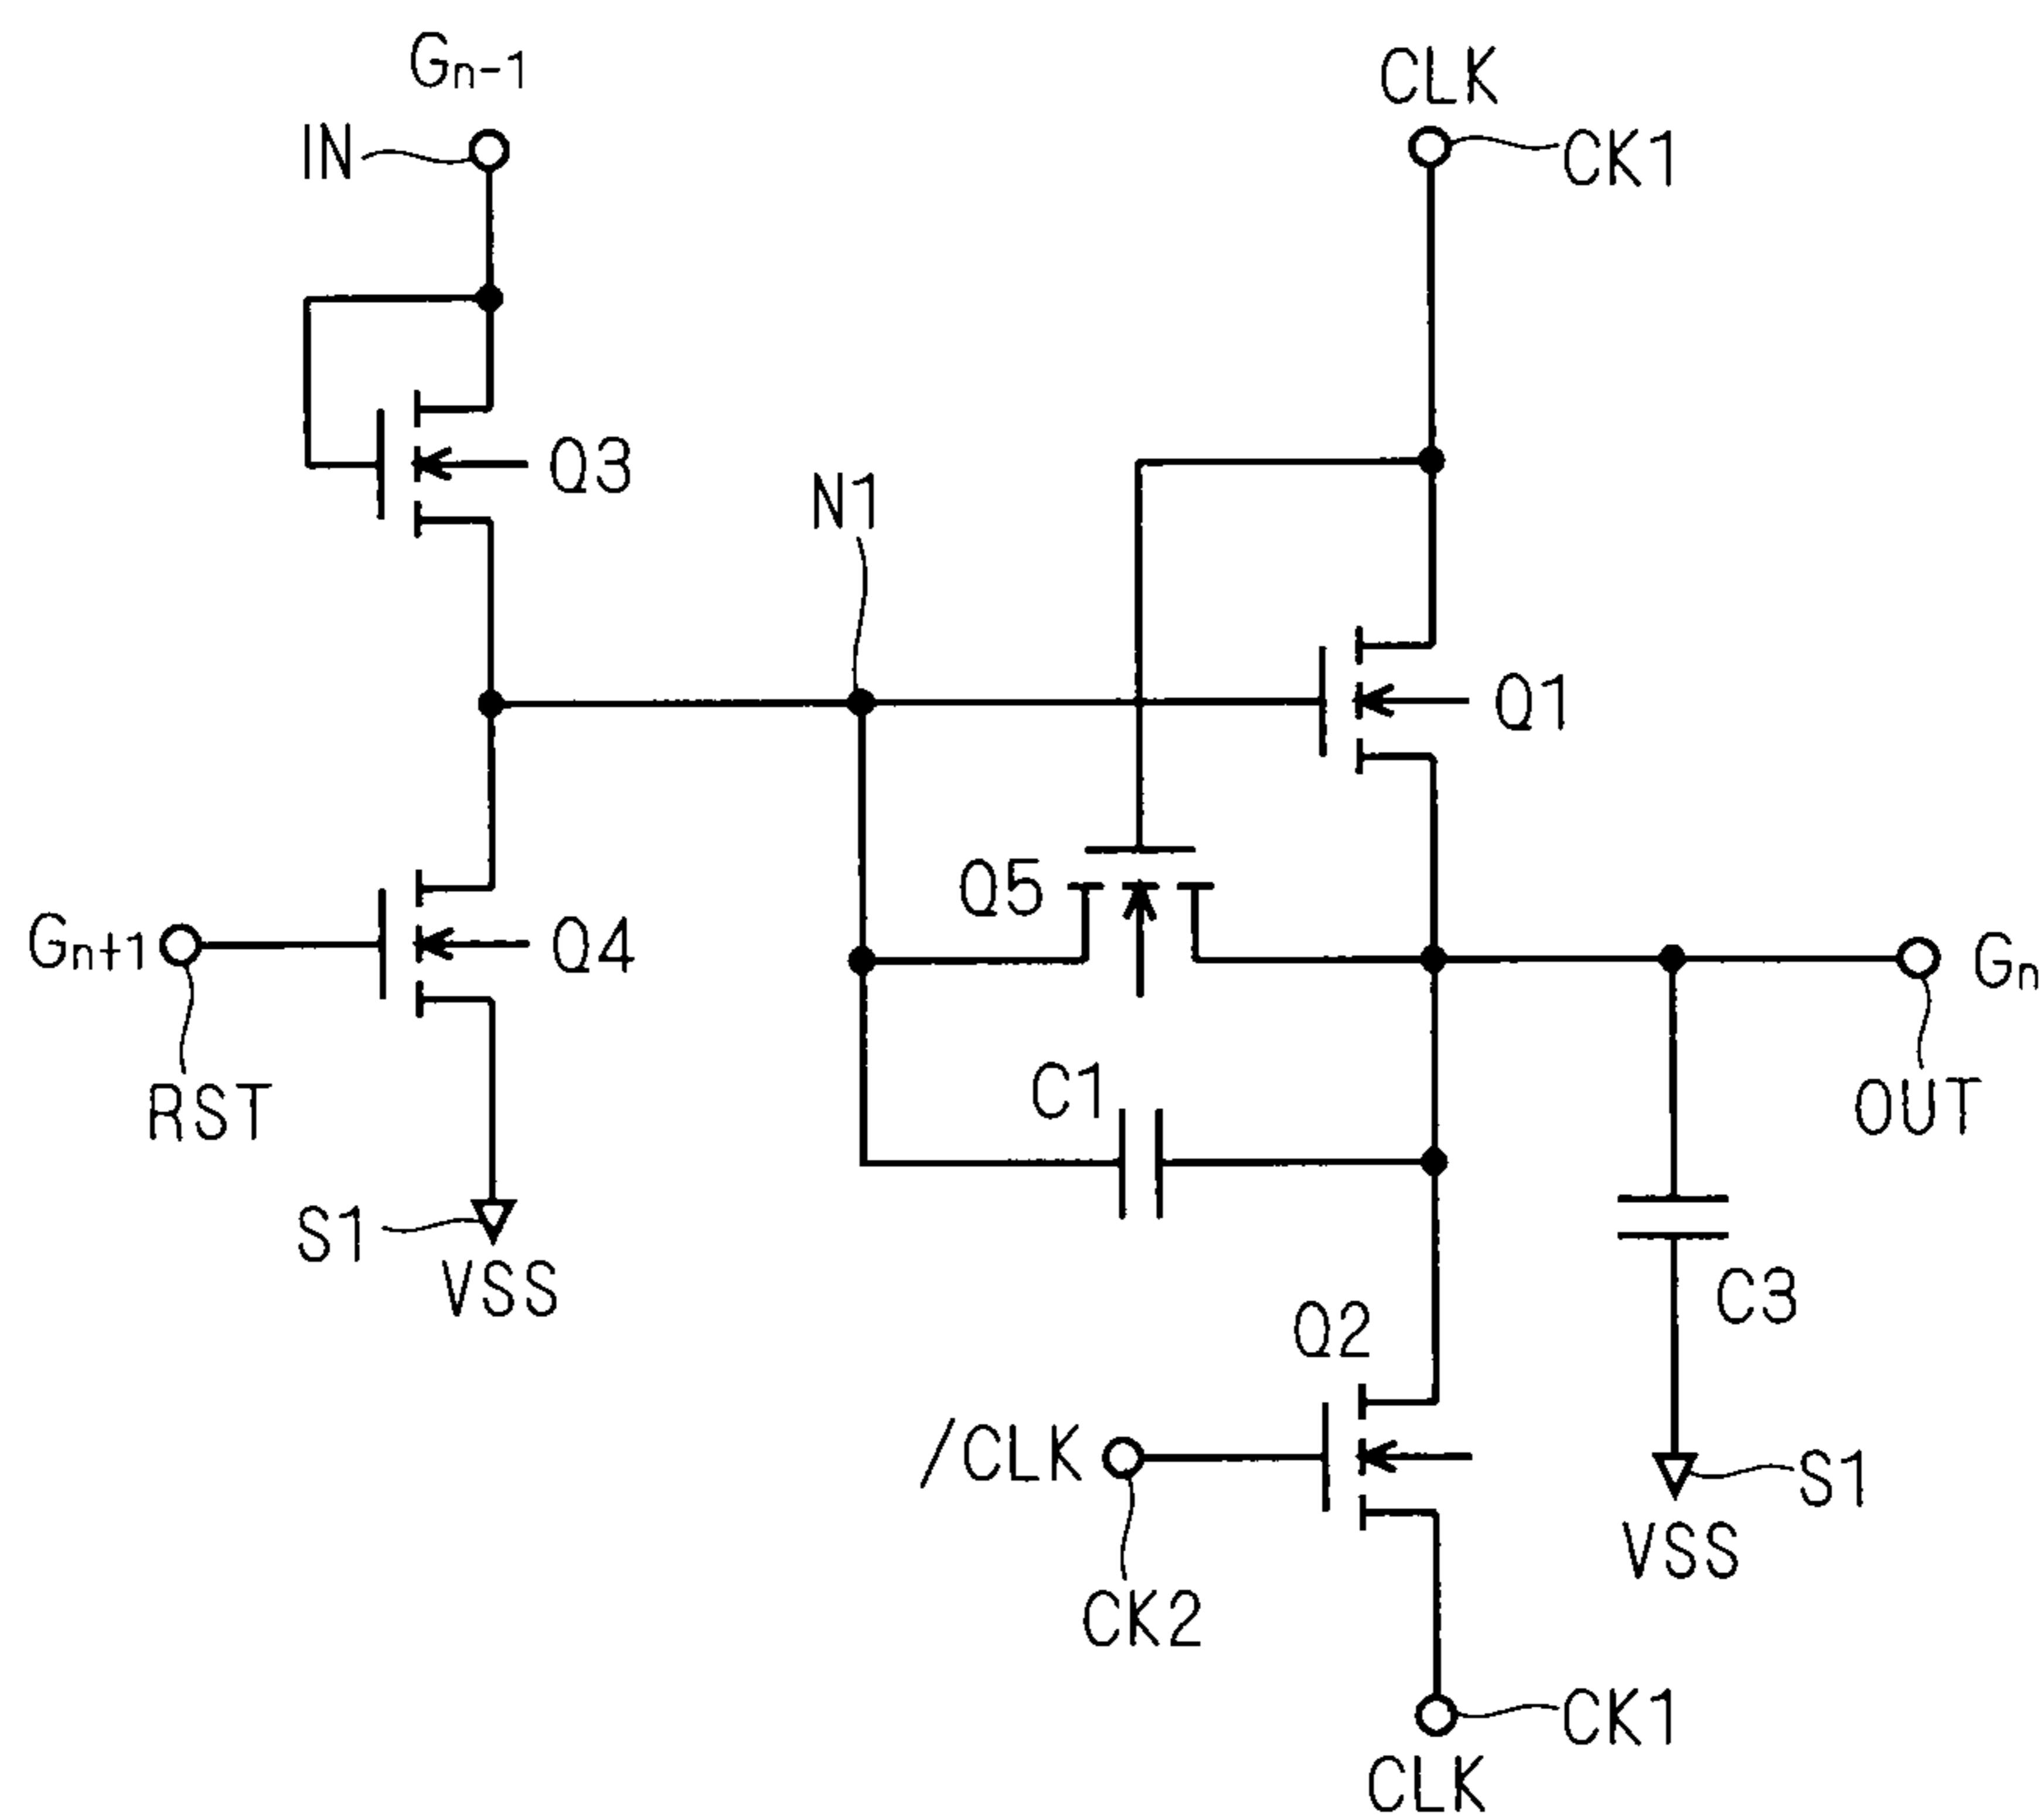 Gn-1
CLK
IN
CK1
Q3
N1
Q1
Q5
Gn+1
Q4
Gn
C1
RST
OUT
S1
VSS
C3
Q2
/CLK
S1
VSS
CK2
CK1
CLK